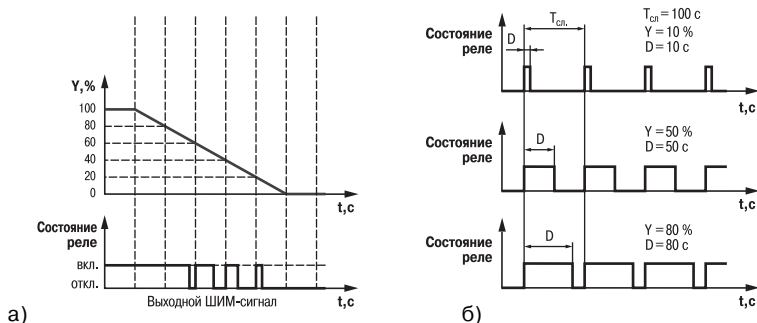 Y, %
100
80
60
40
20
0
t,c
Состояние
реле
вкл.
откл.
Выходной ШИМ-сигнал
t,c
а)
Состояние
реле
D
Tсл.
Tсл = 100 с
Y = 10 %
D = 10 с
t,c
Состояние
реле
D
Y = 50 %
D = 50 с
t,c
Состояние
реле
D
Y = 80 %
D = 80 с
t,c
б)